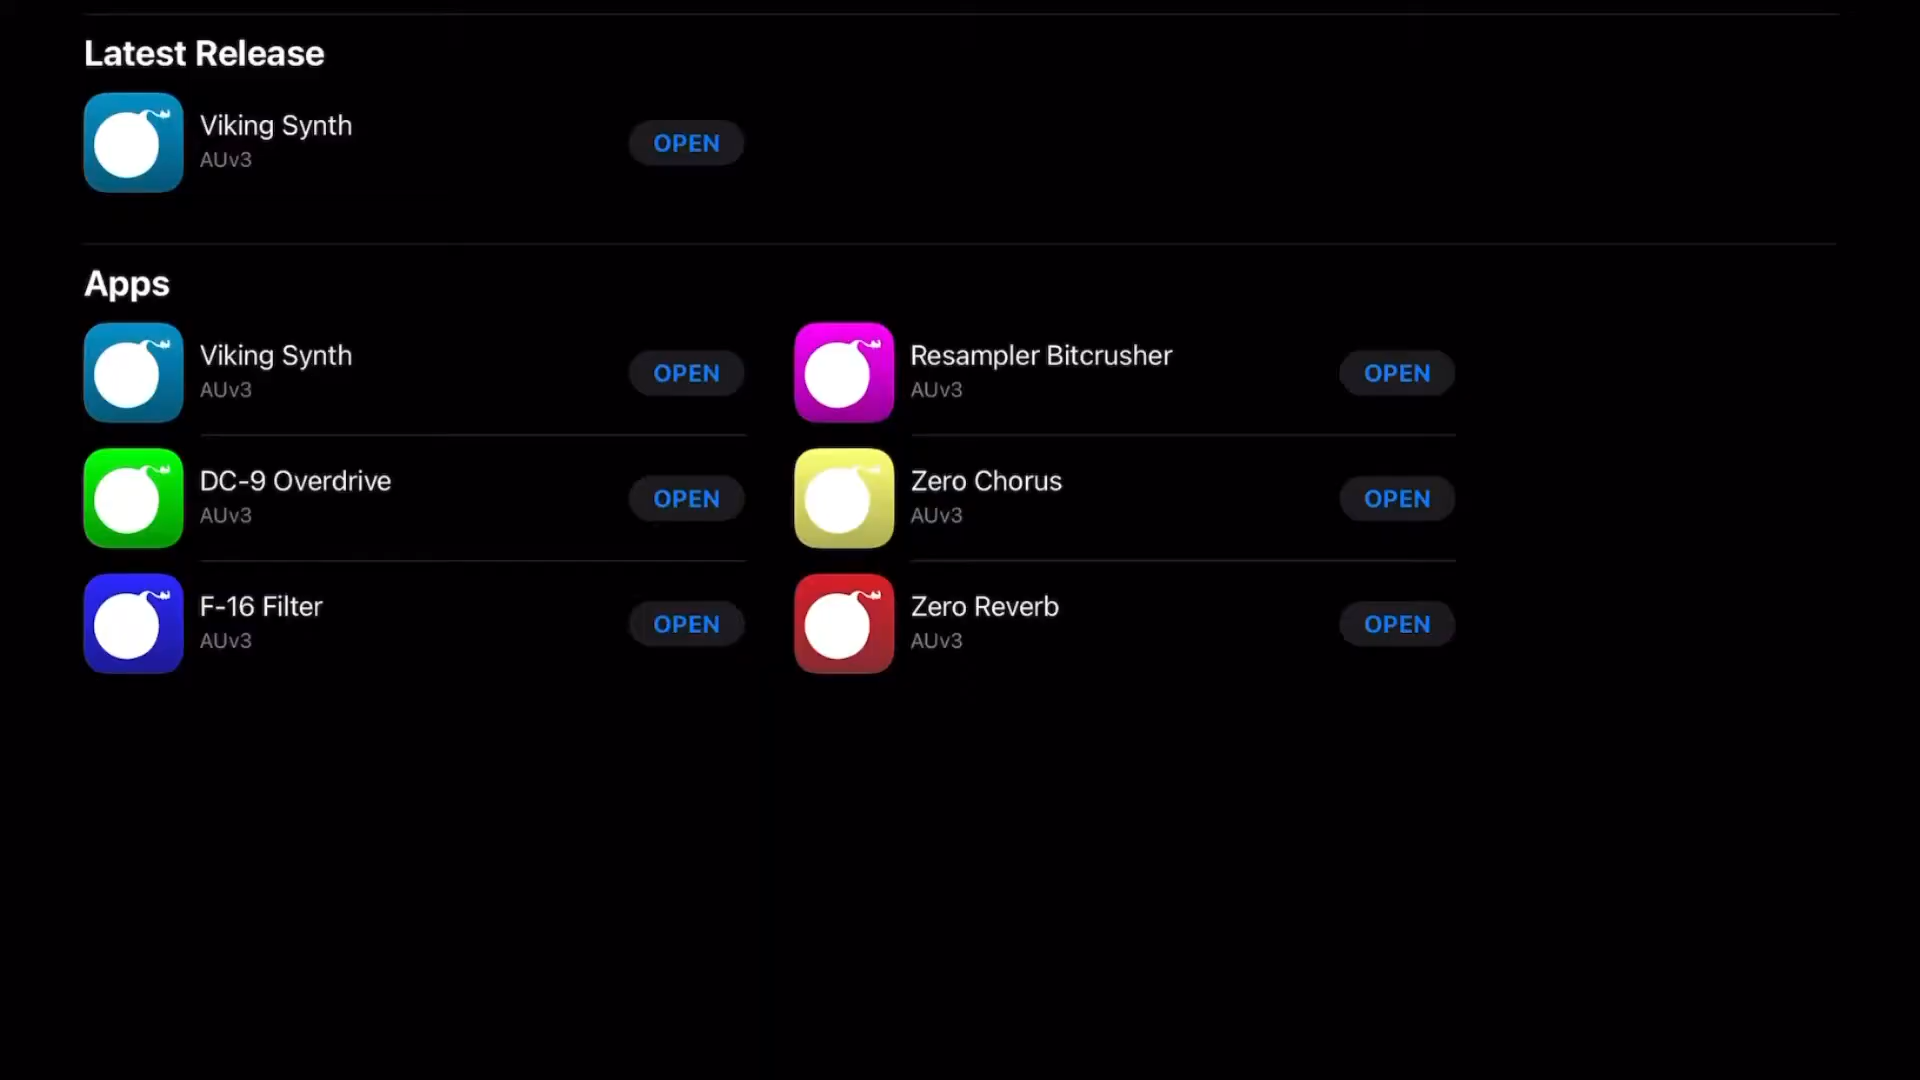 Latest Release
Viking Synth
AUv3
OPEN
Apps
Viking Synth
AUv3
OPEN
Resampler Bitcrusher
AUv3
OPEN
DC-9 Overdrive
AUv3
OPEN
Zero Chorus
AUv3
OPEN
F-16 Filter
AUv3
OPEN
Zero Reverb
AUv3
OPEN